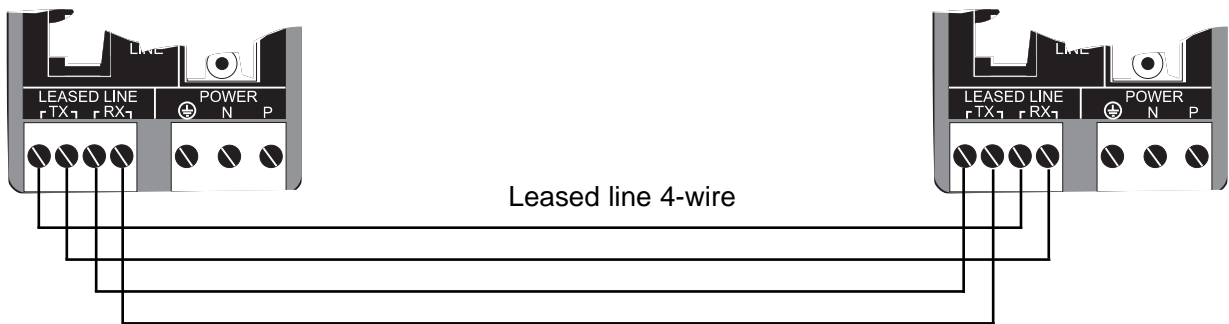 LINE
LEASED LINE
TX RX
POWER
N P
LINE
LEASED LINE
TX RX
POWER
N P
Leased line 4-wire